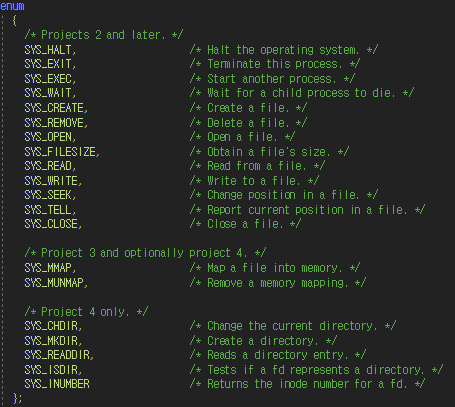 enum
{
/* Projects 2 and later. */
SYS_HALT, /* Halt the operating system. */
SYS_EXIT, /* Terminate this process. */
SYS_EXEC, /* Start another process. */
SYS_WAIT, /* Wait for a child process to die. */
SYS_CREATE, /* Create a file. */
SYS_REMOVE, /* Delete a file. */
SYS_OPEN, /* Open a file. */
SYS_FILESIZE, /* Obtain a file's size. */
SYS_READ, /* Read from a file. */
SYS_WRITE, /* Write to a file. */
SYS_SEEK, /* Change position in a file. */
SYS_TELL, /* Report current position in a file. */
SYS_CLOSE, /* Close a file. */
/* Project 3 and optionally project 4. */
SYS_MMAP, /* Map a file into memory. */
SYS_MUNMAP, /* Remove a memory mapping. */
/* Project 4 only. */
SYS_CHDIR, /* Change the current directory. */
SYS_MKDIR, /* Create a directory. */
SYS_READDIR, /* Reads a directory entry. */
SYS_ISDIR, /* Tests if a fd represents a directory. */
SYS_INUMBER /* Returns the inode number for a fd. */
};